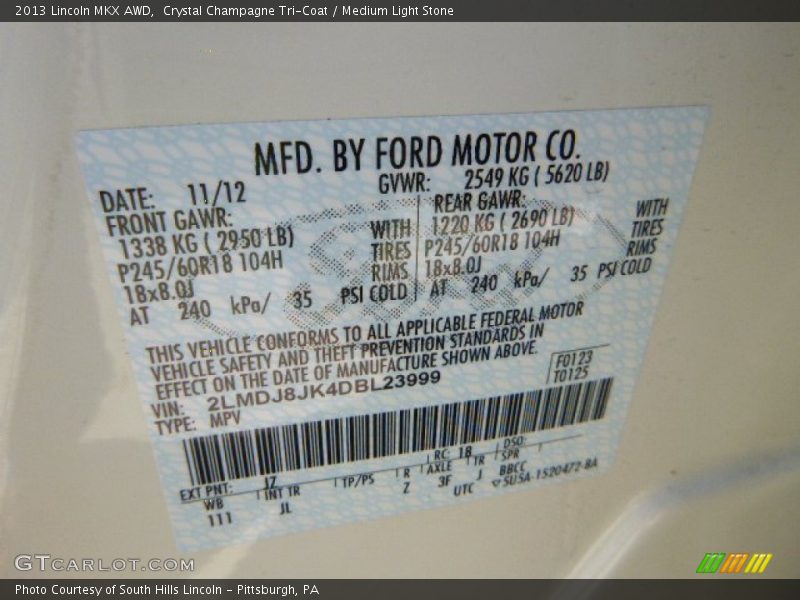 2013 Lincoln MKX AWD,  Crystal Champagne Tri-Coat / Medium Light Stone
MFD. BY FORD MOTOR CO.
DATE: 11/12 GVWR: 2549 KG ( 5620 LB)
FRONT GAWR: REAR GAWR:
1338 KG ( 2950 LB) WITH 1220 KG ( 2690 LB) WITH
P245/60R18 104H TIRES P245/60R18 104H TIRES
18x8.0J RIMS 18x8.0J RIMS
AT 240 kPa/ 35 PSI COLD AT 240 kPa/ 35 PSI COLD
THIS VEHICLE CONFORMS TO ALL APPLICABLE FEDERAL MOTOR
VEHICLE SAFETY AND THEFT PREVENTION STANDARDS IN
EFFECT ON THE DATE OF MANUFACTURE SHOWN ABOVE.
VIN: 2LMDJ8JK4DBL23999 F0123
TYPE: MPV T0125
EXT PNT: JZ RC: 18 DSO:
WB INT TR TP/PS R AXLE TR SPR
111 JL Z 3F J BBCC
UTC 5U5A-1520472-BA
GTCARLOT.COM
Photo Courtesy of South Hills Lincoln - Pittsburgh, PA